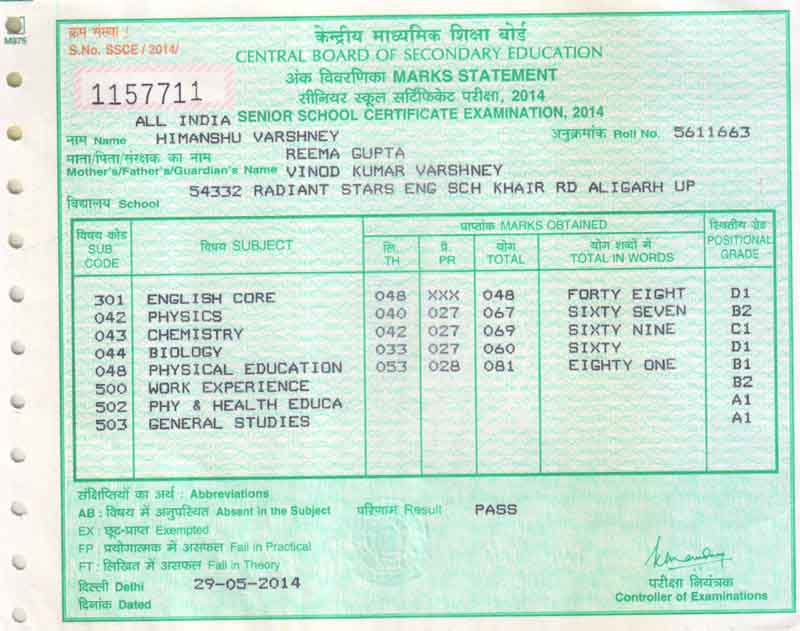 M376
क्रम संख्या /
S.No. SSCE / 2014/
केन्द्रीय माध्यमिक शिक्षा बोर्ड
CENTRAL BOARD OF SECONDARY EDUCATION
अंक विवरणिका MARKS STATEMENT
सीनियर स्कूल सर्टिफिकेट परीक्षा, 2014
1157711
ALL INDIA SENIOR SCHOOL CERTIFICATE EXAMINATION, 2014
नाम Name HIMANSHU VARSHNEY अनुक्रमांक Roll No. 5611663
माता/पिता/संरक्षक का नाम REEMA GUPTA
Mother's/Father's/Guardian's Name VINOD KUMAR VARSHNEY
54332 RADIANT STARS ENG SCH KHAIR RD ALIGARH UP
विद्यालय School
विषय कोड SUB CODE विषय SUBJECT प्राप्तांक MARKS OBTAINED स्थितीय ग्रेड POSITIONAL GRADE
लि. TH प्रै. PR योग TOTAL योग शब्दों में TOTAL IN WORDS
301 ENGLISH CORE 048 XXX 048 FORTY EIGHT D1
042 PHYSICS 040 027 067 SIXTY SEVEN B2
043 CHEMISTRY 042 027 069 SIXTY NINE C1
044 BIOLOGY 033 027 060 SIXTY D1
048 PHYSICAL EDUCATION 053 028 081 EIGHTY ONE B1
500 WORK EXPERIENCE B2
502 PHY & HEALTH EDUCA A1
503 GENERAL STUDIES A1
संक्षिप्तियों का अर्थ : Abbreviations
AB : विषय में अनुपस्थित Absent in the Subject परिणाम Result PASS
EX : छूट-प्राप्त Exempted
FP : प्रयोगात्मक में असफल Fail in Practical
FT : लिखित में असफल Fail in Theory
दिल्ली Delhi 29-05-2014
दिनांक Dated
परीक्षा नियंत्रक
Controller of Examinations